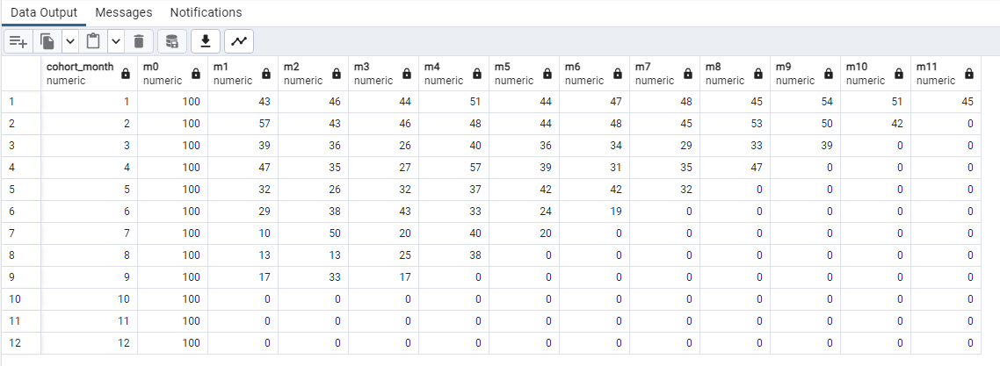 Data Output Messages Notifications
cohort_month m0 m1 m2 m3 m4 m5 m6 m7 m8 m9 m10 m11
numeric numeric numeric numeric numeric numeric numeric numeric numeric numeric numeric numeric numeric
1 1 100 43 46 44 51 44 47 48 45 54 51 45
2 2 100 57 43 46 48 44 48 45 53 50 42 0
3 3 100 39 36 26 40 36 34 29 33 39 0 0
4 4 100 47 35 27 57 39 31 35 47 0 0 0
5 5 100 32 26 32 37 42 42 32 0 0 0 0
6 6 100 29 38 43 33 24 19 0 0 0 0 0
7 7 100 10 50 20 40 20 0 0 0 0 0 0
8 8 100 13 13 25 38 0 0 0 0 0 0 0
9 9 100 17 33 17 0 0 0 0 0 0 0 0
10 10 100 0 0 0 0 0 0 0 0 0 0 0
11 11 100 0 0 0 0 0 0 0 0 0 0 0
12 12 100 0 0 0 0 0 0 0 0 0 0 0